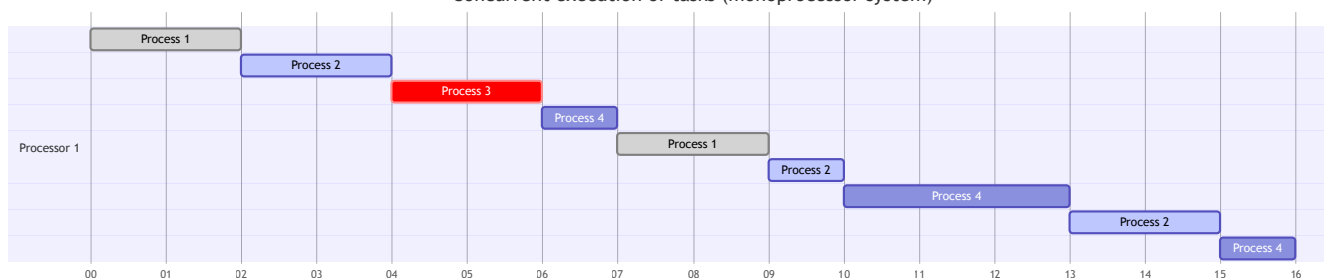 Concurrent execution of tasks (monoprocessor system)
Process 1
Process 2
Process 3
Process 4
Processor 1
Process 1
Process 2
Process 4
Process 2
Process 4
00 01 02 03 04 05 06 07 08 09 10 11 12 13 14 15 16